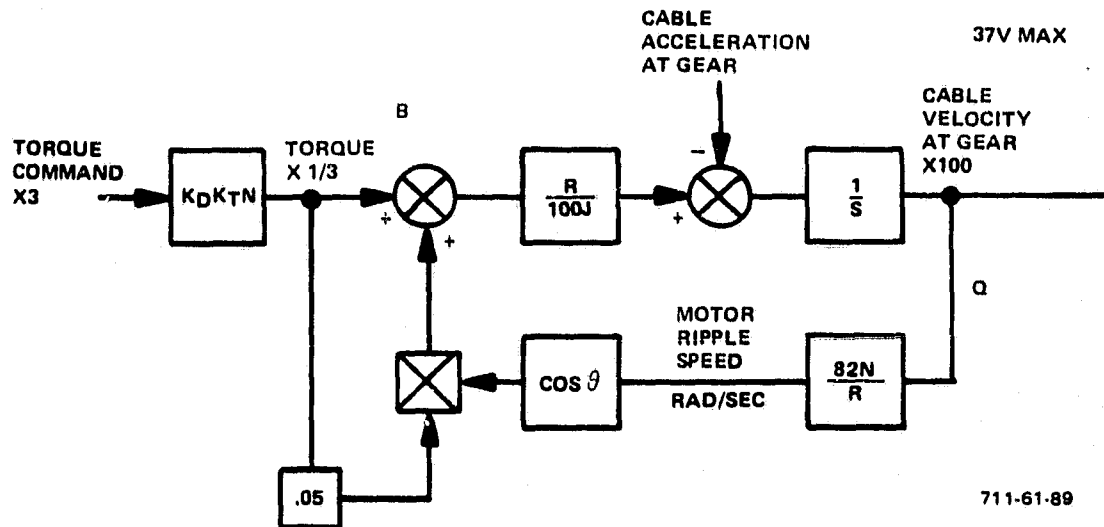 CABLE
ACCELERATION
AT GEAR
37V MAX
CABLE
VELOCITY
AT GEAR
X100
B
TORQUE
COMMAND
X3
KDKTN
TORQUE
X 1/3
+
+
R
100J
−
+
1
S
Q
MOTOR
RIPPLE
SPEED
RAD/SEC
COS θ
82N
R
.05
711-61-89